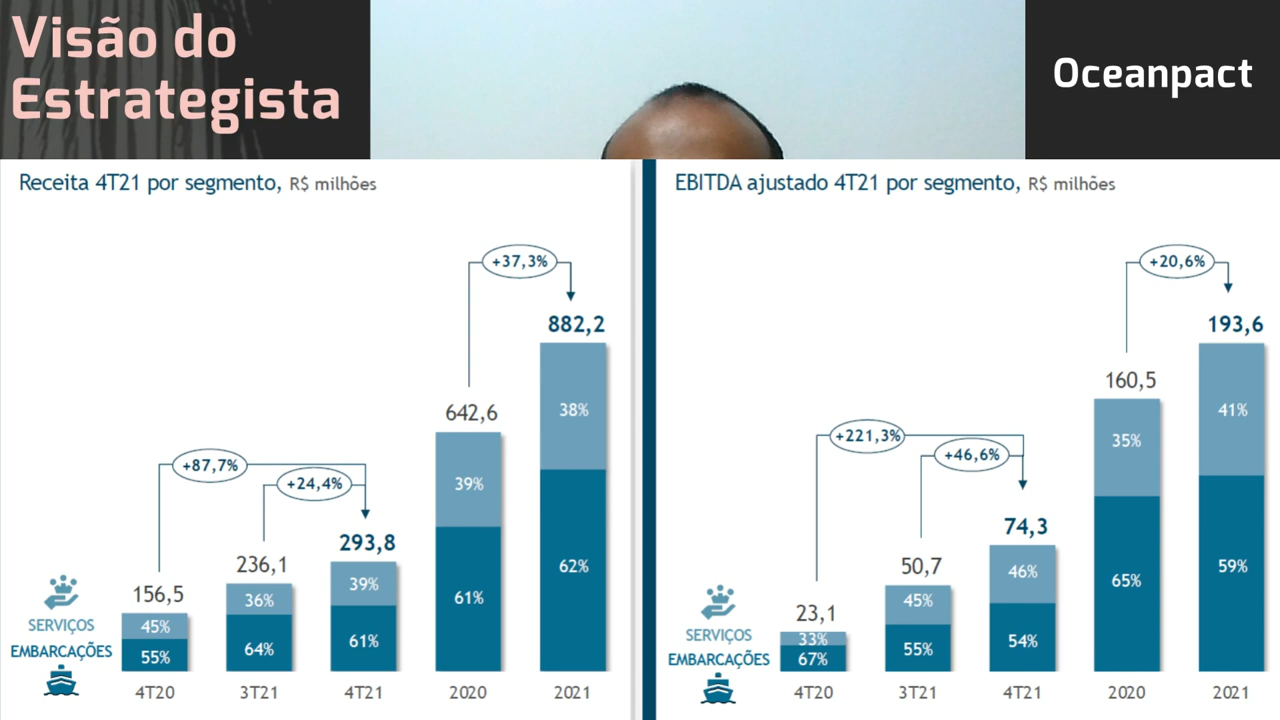 Visão do
Estrategista
Oceanpact
Receita 4T21 por segmento, R$ milhões
+37,3%
882,2
642,6
38%
+87,7%
+24,4%
39%
293,8
236,1
156,5
39%
36%
45%
62%
61%
61%
64%
55%
SERVIÇOS
EMBARCAÇÕES
4T20
3T21
4T21
2020
2021
EBITDA ajustado 4T21 por segmento, R$ milhões
+20,6%
193,6
160,5
41%
+221,3%
35%
+46,6%
74,3
50,7
46%
45%
23,1
33%
59%
65%
54%
55%
67%
SERVIÇOS
EMBARCAÇÕES
4T20
3T21
4T21
2020
2021